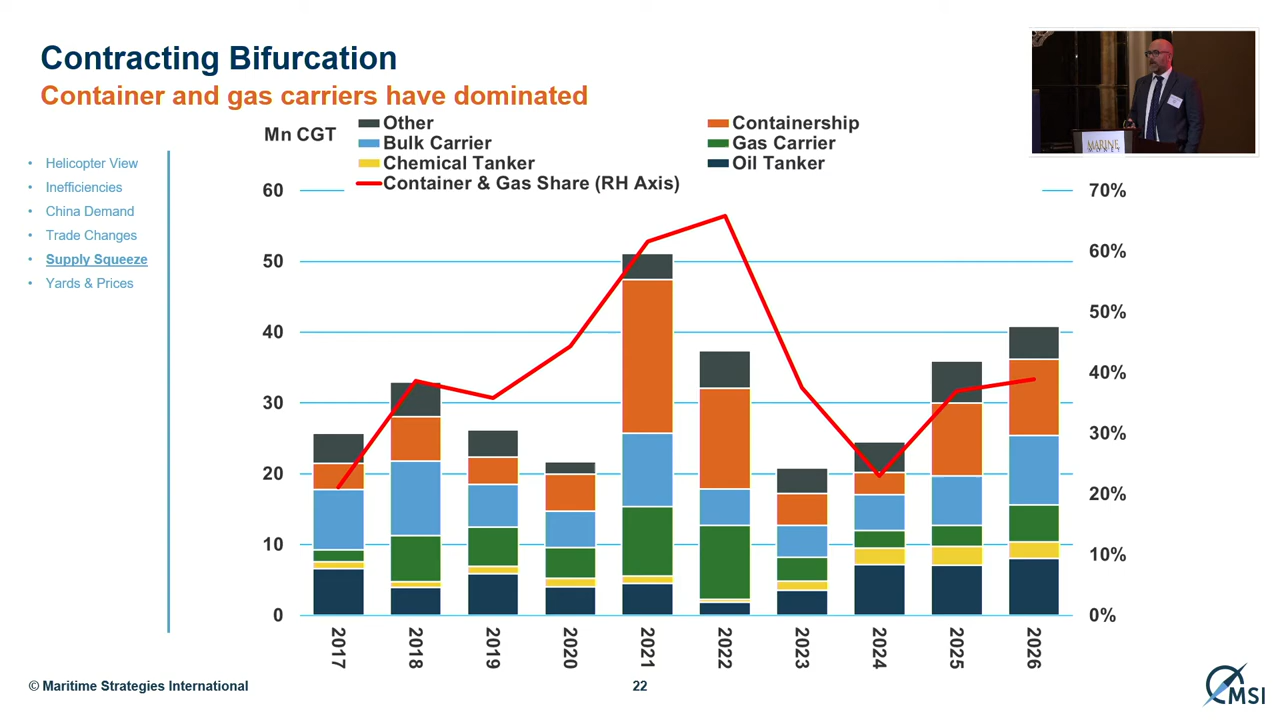 Contracting Bifurcation
Container and gas carriers have dominated
• Helicopter View
• Inefficiencies
• China Demand
• Trade Changes
• Supply Squeeze
• Yards & Prices
Mn CGT
Other
Containership
Bulk Carrier
Gas Carrier
Chemical Tanker
Oil Tanker
Container & Gas Share (RH Axis)
60
50
40
30
20
10
0
70%
60%
50%
40%
30%
20%
10%
0%
2017
2018
2019
2020
2021
2022
2023
2024
2025
2026
MARINE
MONEY
© Maritime Strategies International
22
MSI